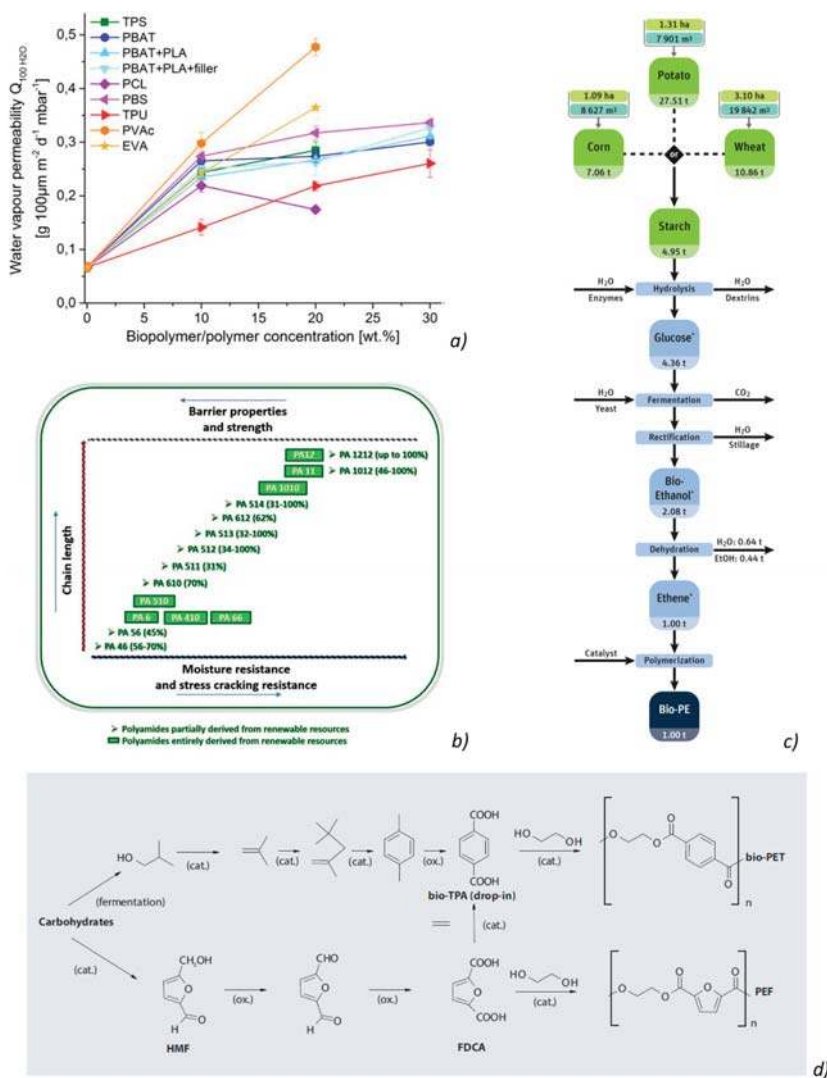 TPS
PBAT
PBAT+PLA
PBAT+PLA+filler
PCL
PBS
TPU
PVAc
EVA
Water vapour permeability Q100 H2O
[g 100μm m-2 d-1 mbar-1]
0,5
0,4
0,3
0,2
0,1
0,0
0 10 20 30
Biopolymer/polymer concentration [wt.%]
a)
Barrier properties
and strength
Chain length
PA12 ➢ PA 1212 (up to 100%)
PA 11 ➢ PA 1012 (46-100%)
PA 1010
➢ PA 514 (31-100%)
➢ PA 612 (62%)
➢ PA 513 (32-100%)
➢ PA 512 (34-100%)
➢ PA 511 (31%)
➢ PA 610 (70%)
PA 510
PA 6 PA 410 PA 66
➢ PA 56 (45%)
➢ PA 46 (56-70%)
Moisture resistance
and stress cracking resistance
➢ Polyamides partially derived from renewable resources
Polyamides entirely derived from renewable resources
b)
1.31 ha
7 901 m³
Potato
27.51 t
1.09 ha
8 627 m³
Corn
7.06 t
or
3.10 ha
19 842 m³
Wheat
10.86 t
Starch
4.95 t
H2O
Enzymes
Hydrolysis
H2O
Dextrins
Glucose*
4.36 t
H2O
Yeast
Fermentation
CO2
Rectification
H2O
Stillage
Bio-
Ethanol*
2.08 t
Dehydration
H2O: 0.64 t
EtOH: 0.44 t
Ethene*
1.00 t
Catalyst
Polymerization
Bio-PE
1.00 t
c)
HO
(cat.)
(cat.)
(cat.)
(ox.)
COOH
COOH
bio-TPA (drop-in)
HO OH
(cat.)
O O O O
n
bio-PET
(fermentation)
Carbohydrates
(cat.)
CH2OH
O
H O
HMF
(ox.)
CHO
O
H O
(ox.)
(cat.)
COOH
O
COOH
FDCA
HO OH
(cat.)
O O O O O
n
PEF
d)